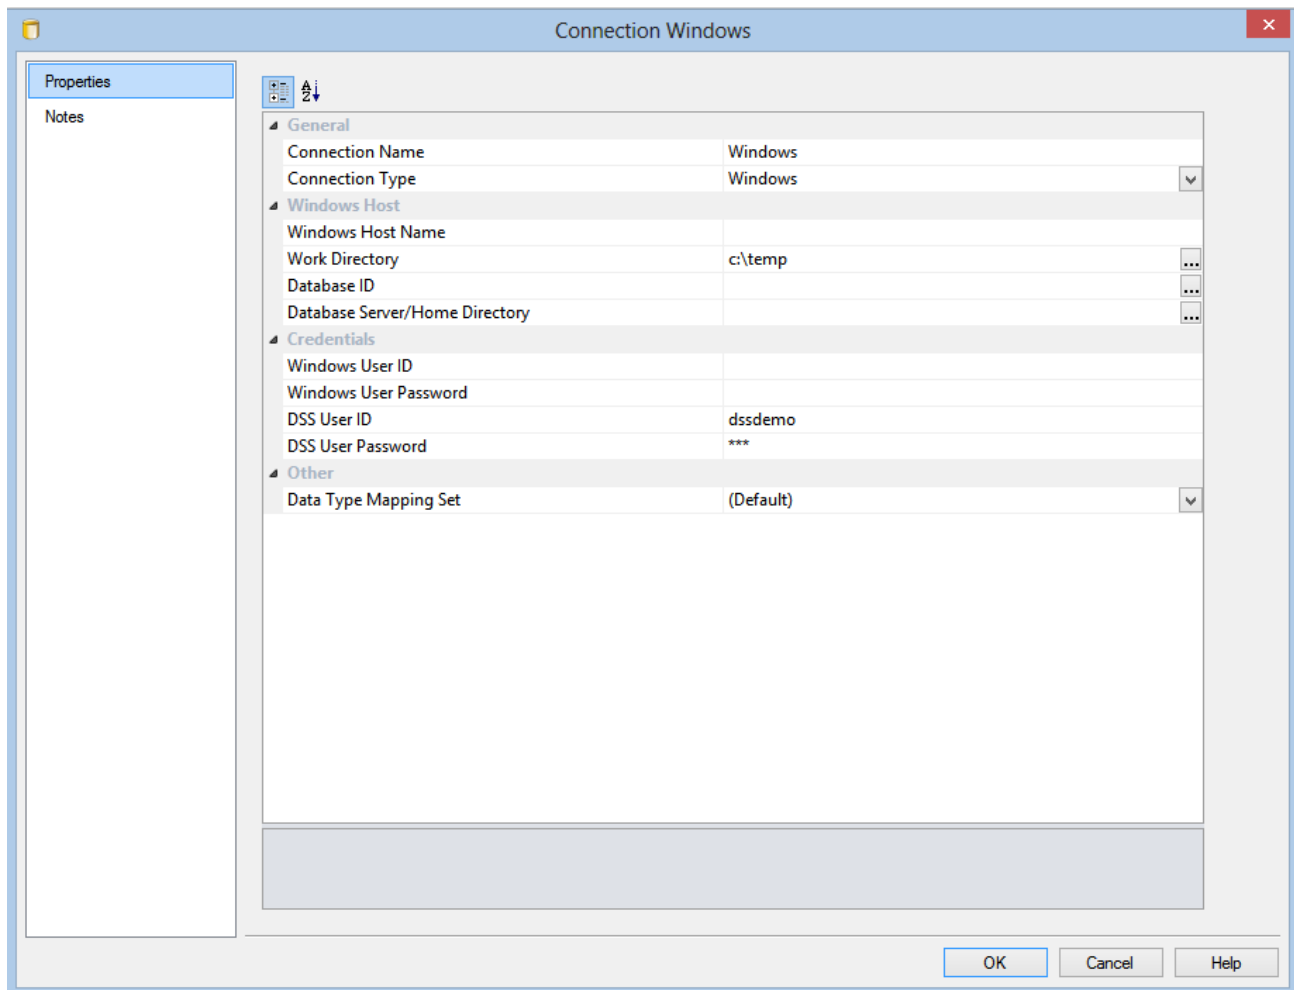 Connection Windows
Properties
Notes
General
Connection Name Windows
Connection Type Windows
Windows Host
Windows Host Name
Work Directory c:\temp ...
Database ID ...
Database Server/Home Directory ...
Credentials
Windows User ID
Windows User Password
DSS User ID dssdemo
DSS User Password ***
Other
Data Type Mapping Set (Default)
OK Cancel Help